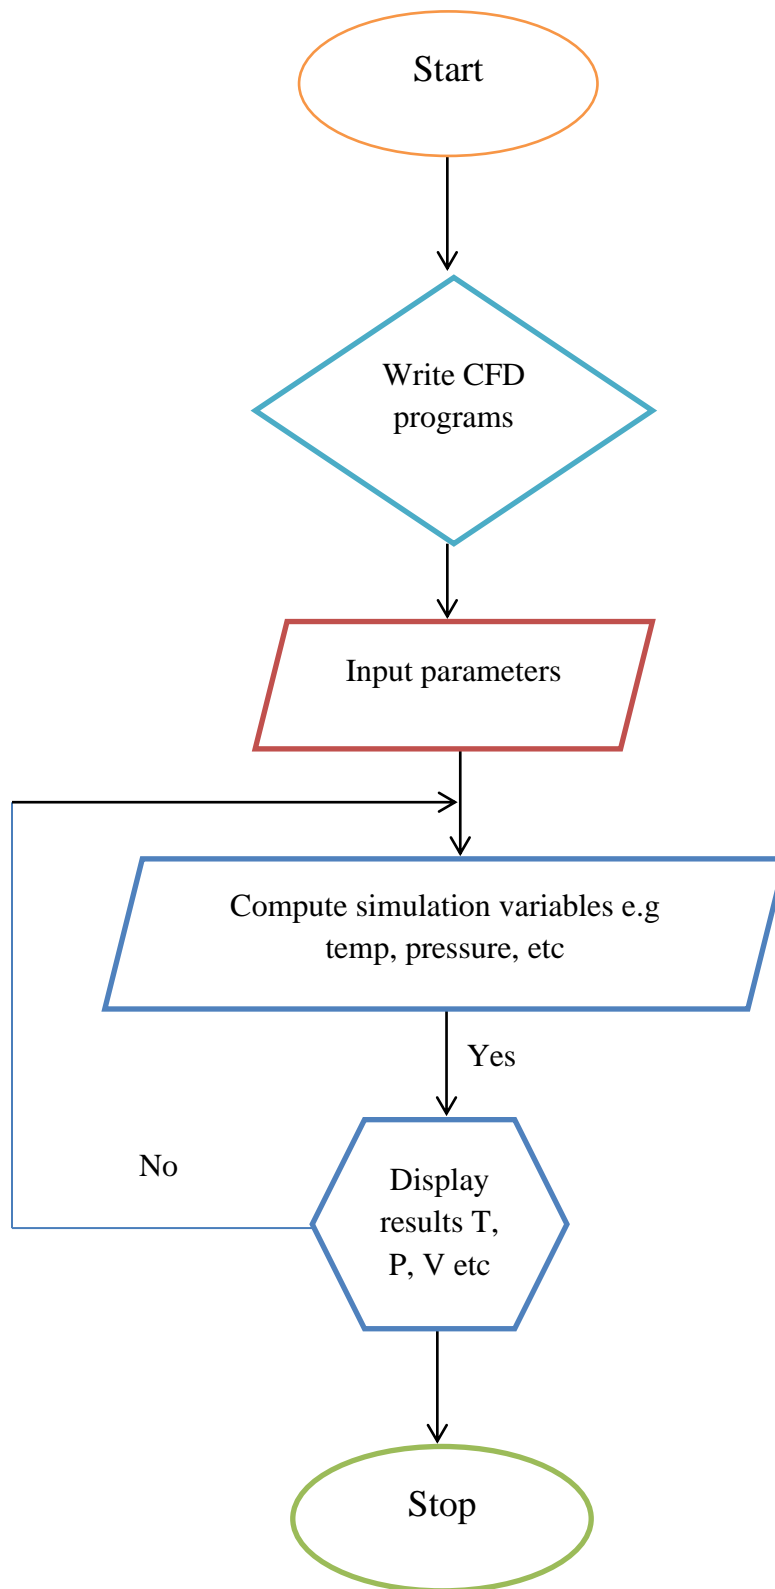 Start
Write CFD
programs
Input parameters
Compute simulation variables e.g
temp, pressure, etc
Yes
No
Display
results T,
P, V etc
Stop